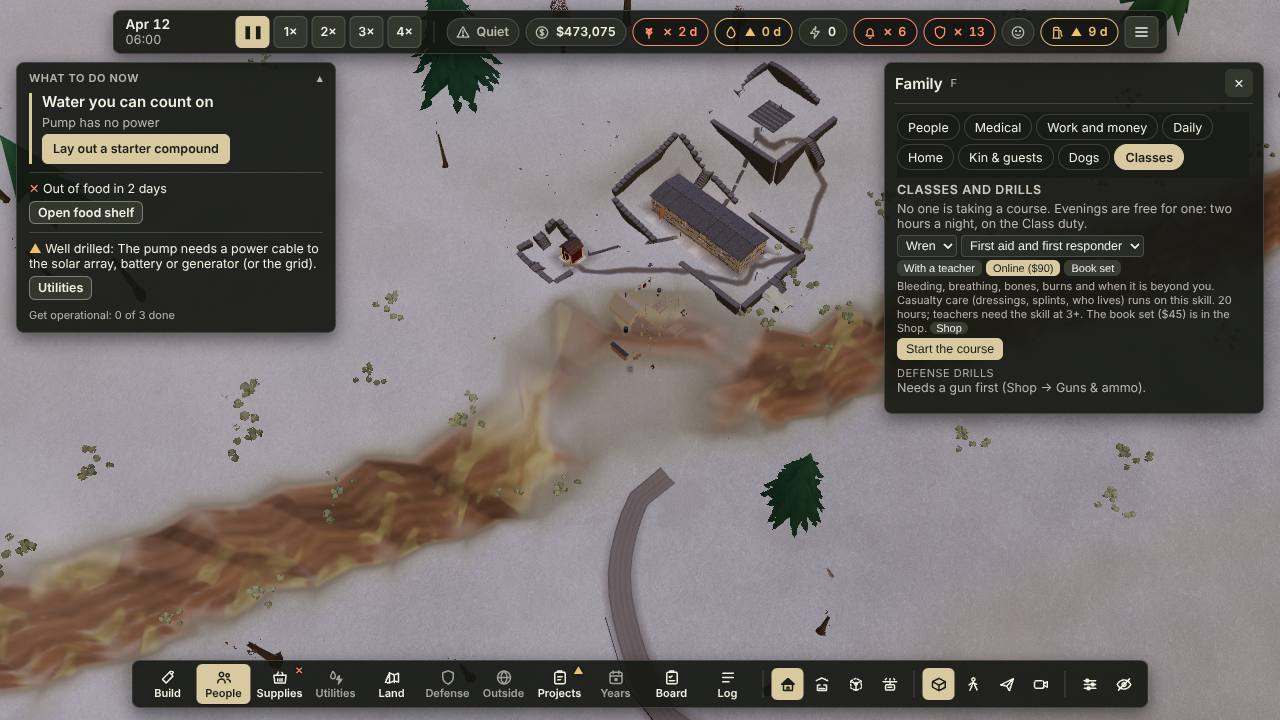 Apr 12
06:00
1×
2×
3×
4×
Quiet
$473,075
× 2 d
0 d
0
× 6
× 13
9 d
WHAT TO DO NOW
Water you can count on
Pump has no power
Lay out a starter compound
× Out of food in 2 days
Open food shelf
Well drilled: The pump needs a power cable to
the solar array, battery or generator (or the grid).
Utilities
Get operational: 0 of 3 done
Family F
×
People
Medical
Work and money
Daily
Home
Kin & guests
Dogs
Classes
CLASSES AND DRILLS
No one is taking a course. Evenings are free for one: two
hours a night, on the Class duty.
Wren
First aid and first responder
With a teacher
Online ($90)
Book set
Bleeding, breathing, bones, burns and when it is beyond you.
Casualty care (dressings, splints, who lives) runs on this skill. 20
hours; teachers need the skill at 3+. The book set ($45) is in the
Shop. Shop
Start the course
DEFENSE DRILLS
Needs a gun first (Shop → Guns & ammo).
Build
People
Supplies
Utilities
Land
Defense
Outside
Projects
Years
Board
Log